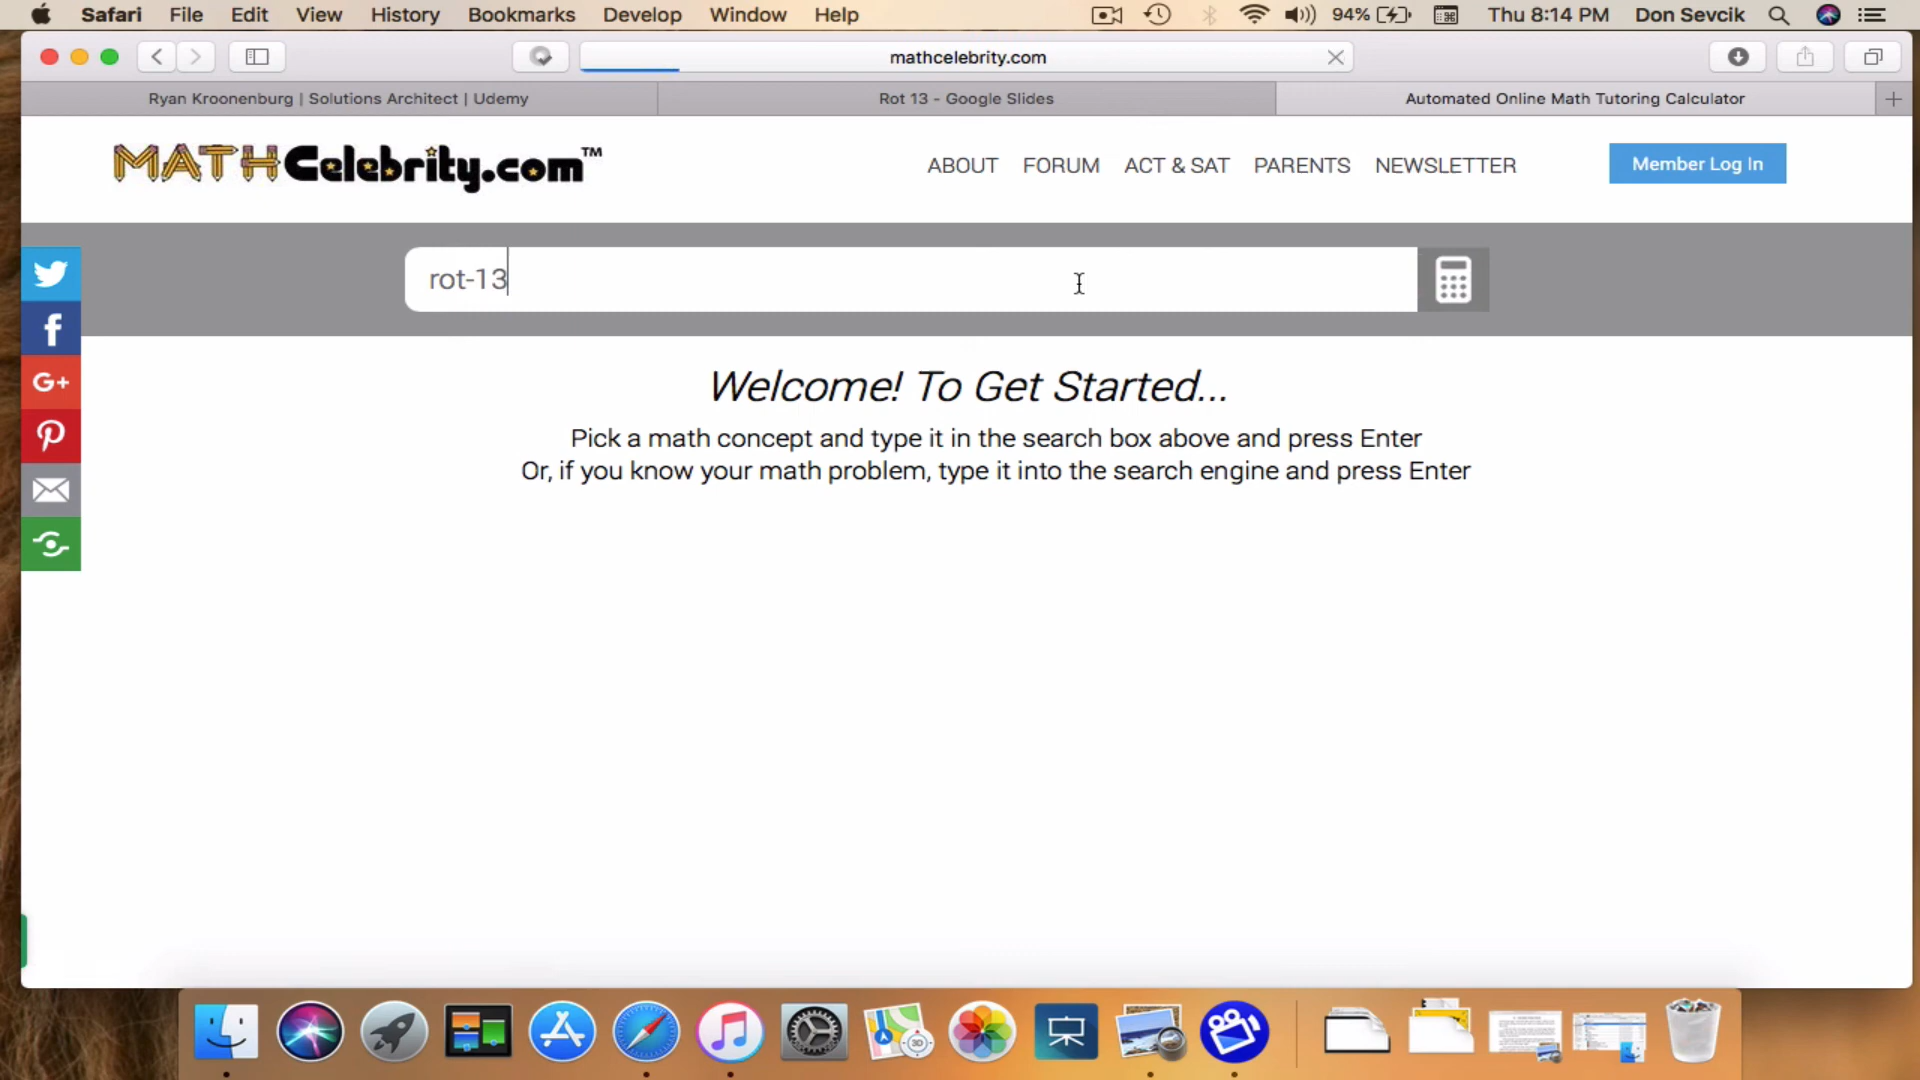 Safari File Edit View History Bookmarks Develop Window Help 94% Thu 8:14 PM Don Sevcik
mathcelebrity.com
Ryan Kroonenburg | Solutions Architect | Udemy Rot 13 - Google Slides Automated Online Math Tutoring Calculator
MATHCelebrity.com™ ABOUT FORUM ACT & SAT PARENTS NEWSLETTER Member Log In
rot-13
Welcome! To Get Started...
Pick a math concept and type it in the search box above and press Enter
Or, if you know your math problem, type it into the search engine and press Enter
G+
3D